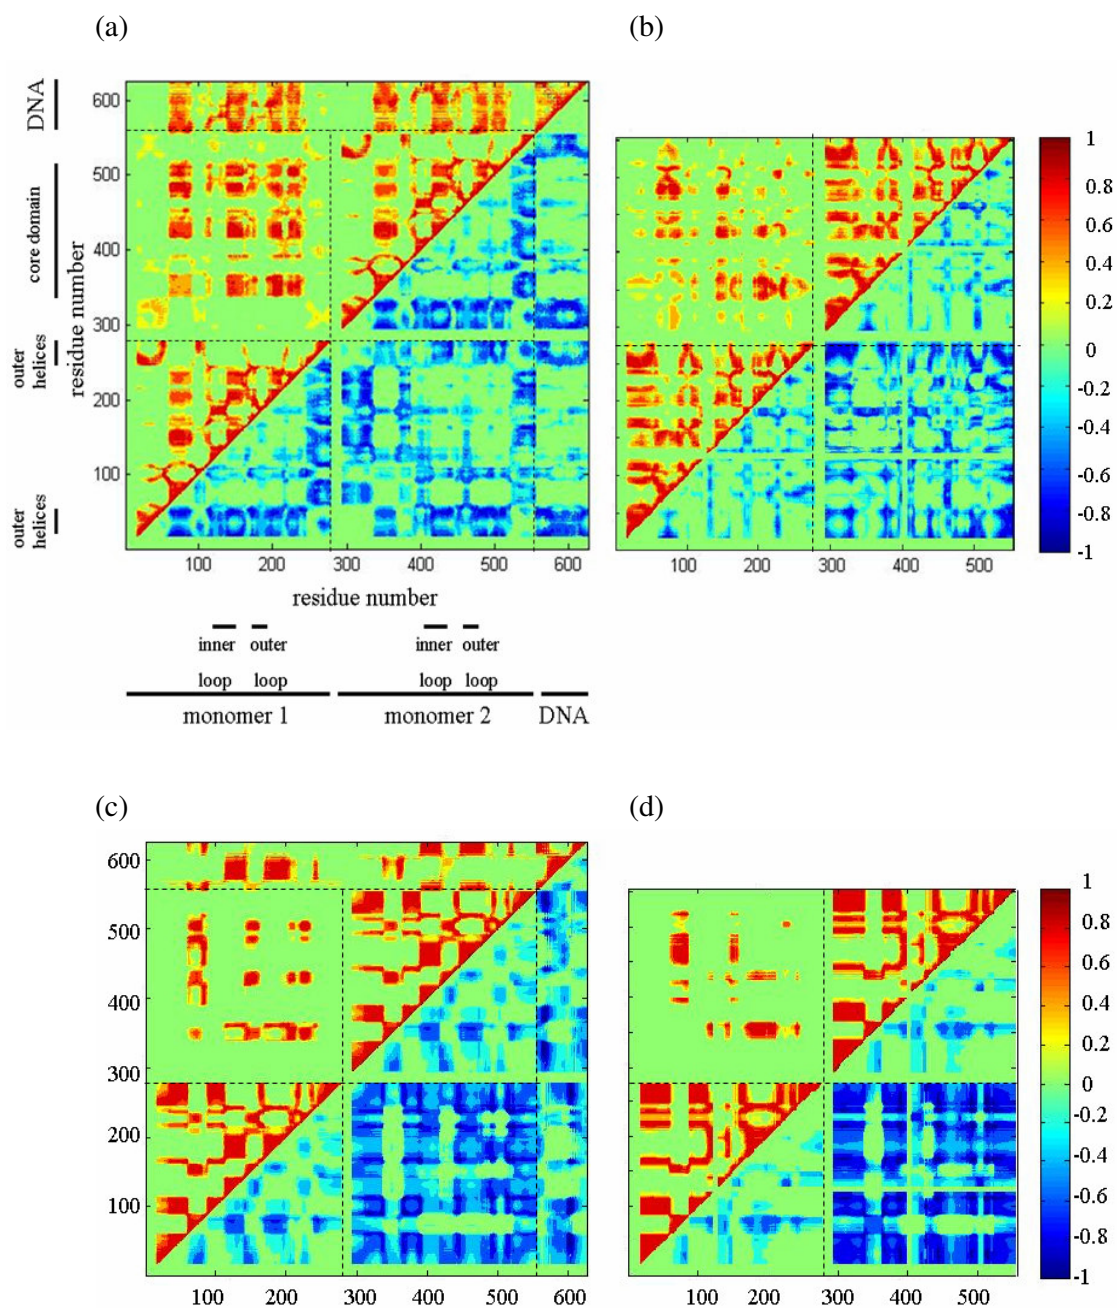 (a)
(b)
DNA
core domain
outer helices
outer helices
residue number
600
500
400
300
200
100
100 200 300 400 500 600
residue number
inner loop
outer loop
inner loop
outer loop
monomer 1
monomer 2
DNA
100 200 300 400 500
1
0.8
0.6
0.4
0.2
0
-0.2
-0.4
-0.6
-0.8
-1
(c)
(d)
600
500
400
300
200
100
100 200 300 400 500 600
100 200 300 400 500
1
0.8
0.6
0.4
0.2
0
-0.2
-0.4
-0.6
-0.8
-1